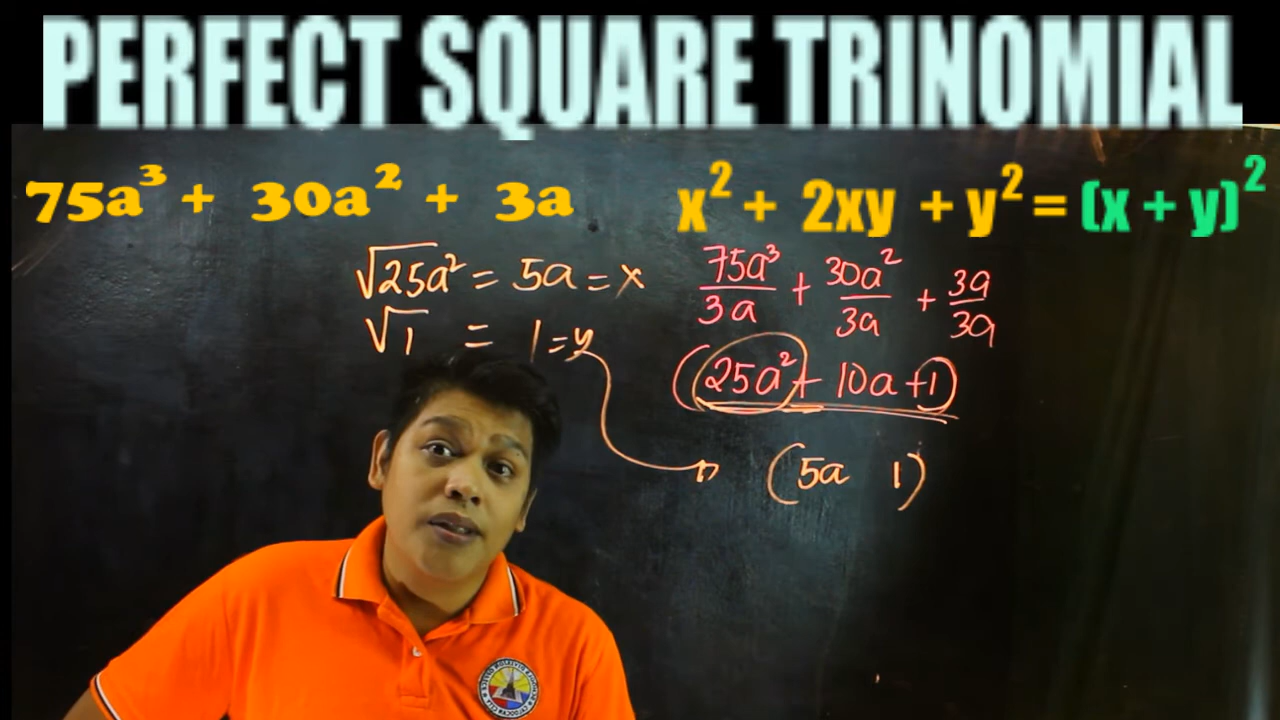 PERFECT SQUARE TRINOMIAL
75a³ + 30a² + 3a
x² + 2xy + y² = (x + y)²
√25a² = 5a = x
√1 = 1 = y
75a³/3a + 30a²/3a + 3a/3a
(25a² + 10a + 1)
(5a 1)